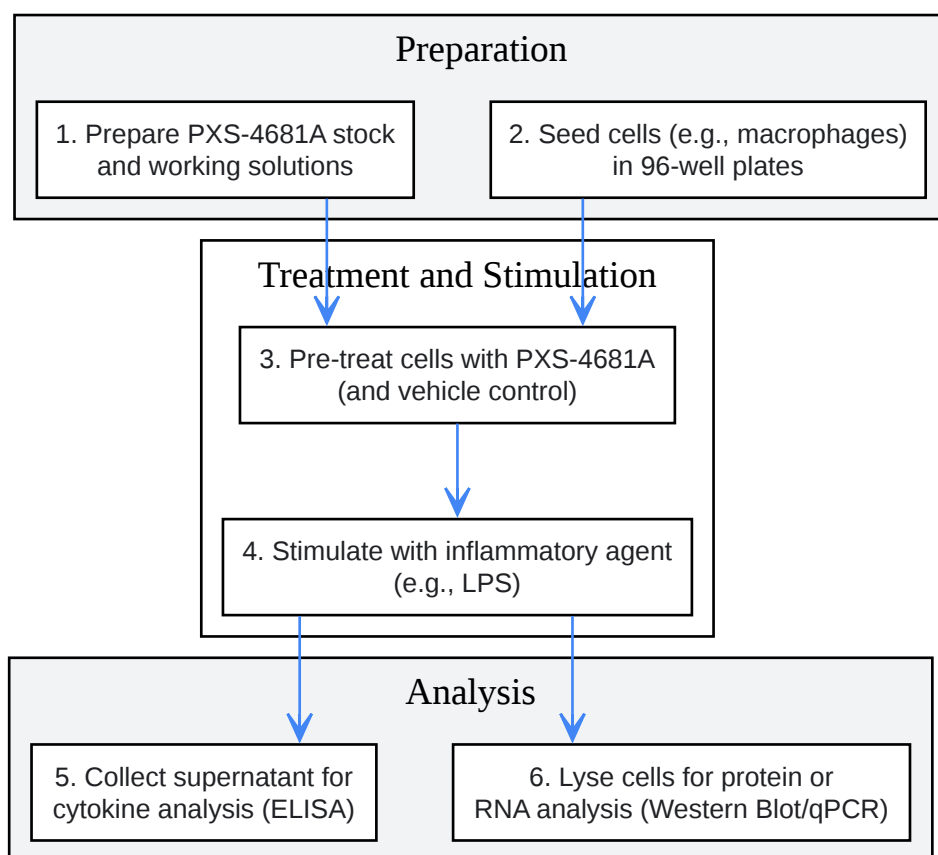 Preparation
1. Prepare PXS-4681A stock
and working solutions
2. Seed cells (e.g., macrophages)
in 96-well plates
Treatment and Stimulation
3. Pre-treat cells with PXS-4681A
(and vehicle control)
4. Stimulate with inflammatory agent
(e.g., LPS)
Analysis
5. Collect supernatant for
cytokine analysis (ELISA)
6. Lyse cells for protein or
RNA analysis (Western Blot/qPCR)